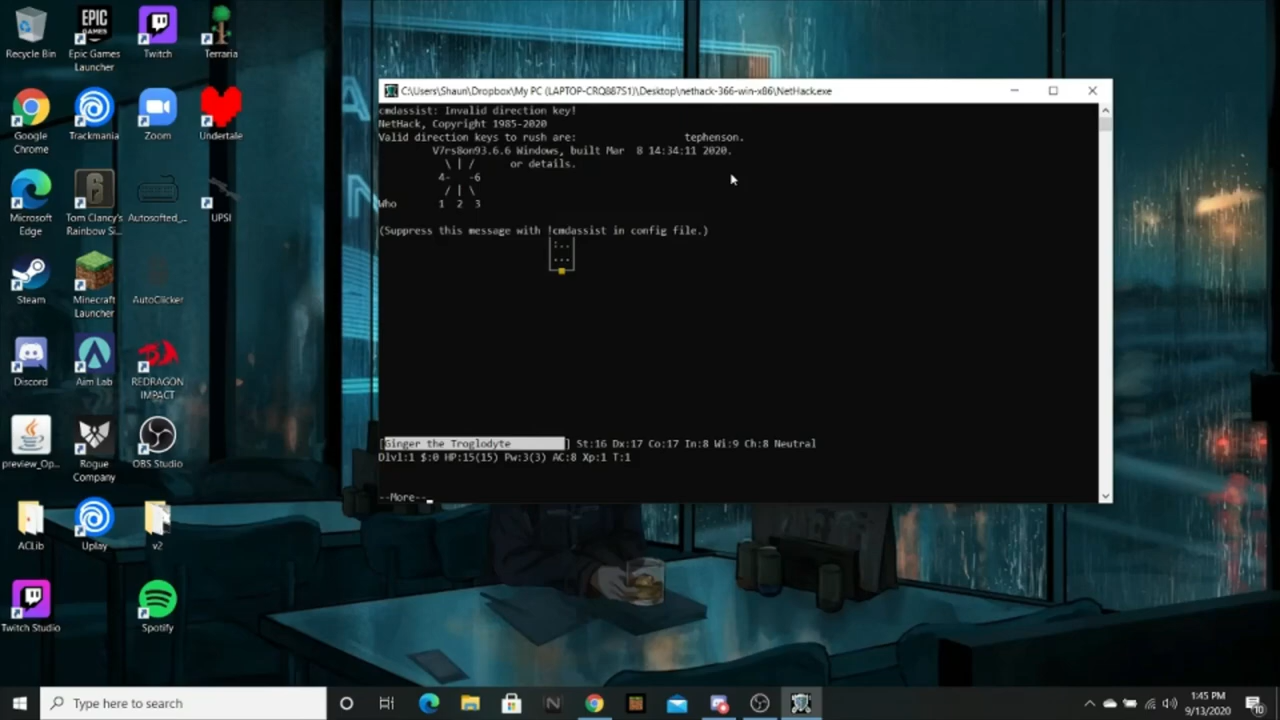 Recycle Bin
Epic Games Launcher
Twitch
Terraria
Google Chrome
Trackmania
Zoom
Undertale
Microsoft Edge
Tom Clancy's Rainbow Si...
Autosofted_...
UPSI
Steam
Minecraft Launcher
AutoClicker
Discord
Aim Lab
REDRAGON IMPACT
preview_Op...
Rogue Company
OBS Studio
ACLib
Uplay
v2
Twitch Studio
Spotify
EPIC GAMES
C:\Users\Shaun\Dropbox\My PC (LAPTOP-CRQ887S1)\Desktop\nethack-366-win-x86\NetHack.exe
cmdassist: Invalid direction key!
NetHack, Copyright 1985-2020
Valid direction keys to rush are: tephenson.
V7rs8on93.6.6 Windows, built Mar 8 14:34:11 2020.
\ | / or details.
4- -6
/ | \
Who 1 2 3
(Suppress this message with !cmdassist in config file.)
:..
...
[Ginger the Troglodyte ] St:16 Dx:17 Co:17 In:8 Wi:9 Ch:8 Neutral
Dlvl:1 $:0 HP:15(15) Pw:3(3) AC:8 Xp:1 T:1
--More--
Type here to search
1:45 PM
9/13/2020
10